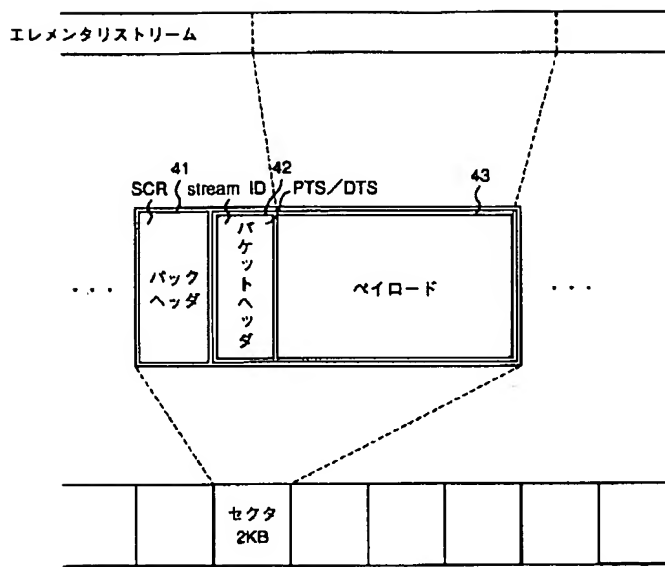 エレメンタリストリーム
41
42
43
SCR
stream ID
PTS/DTS
パック
ヘッダ
パケットヘッダ
ペイロード
・・・
・・・
セクタ
2KB